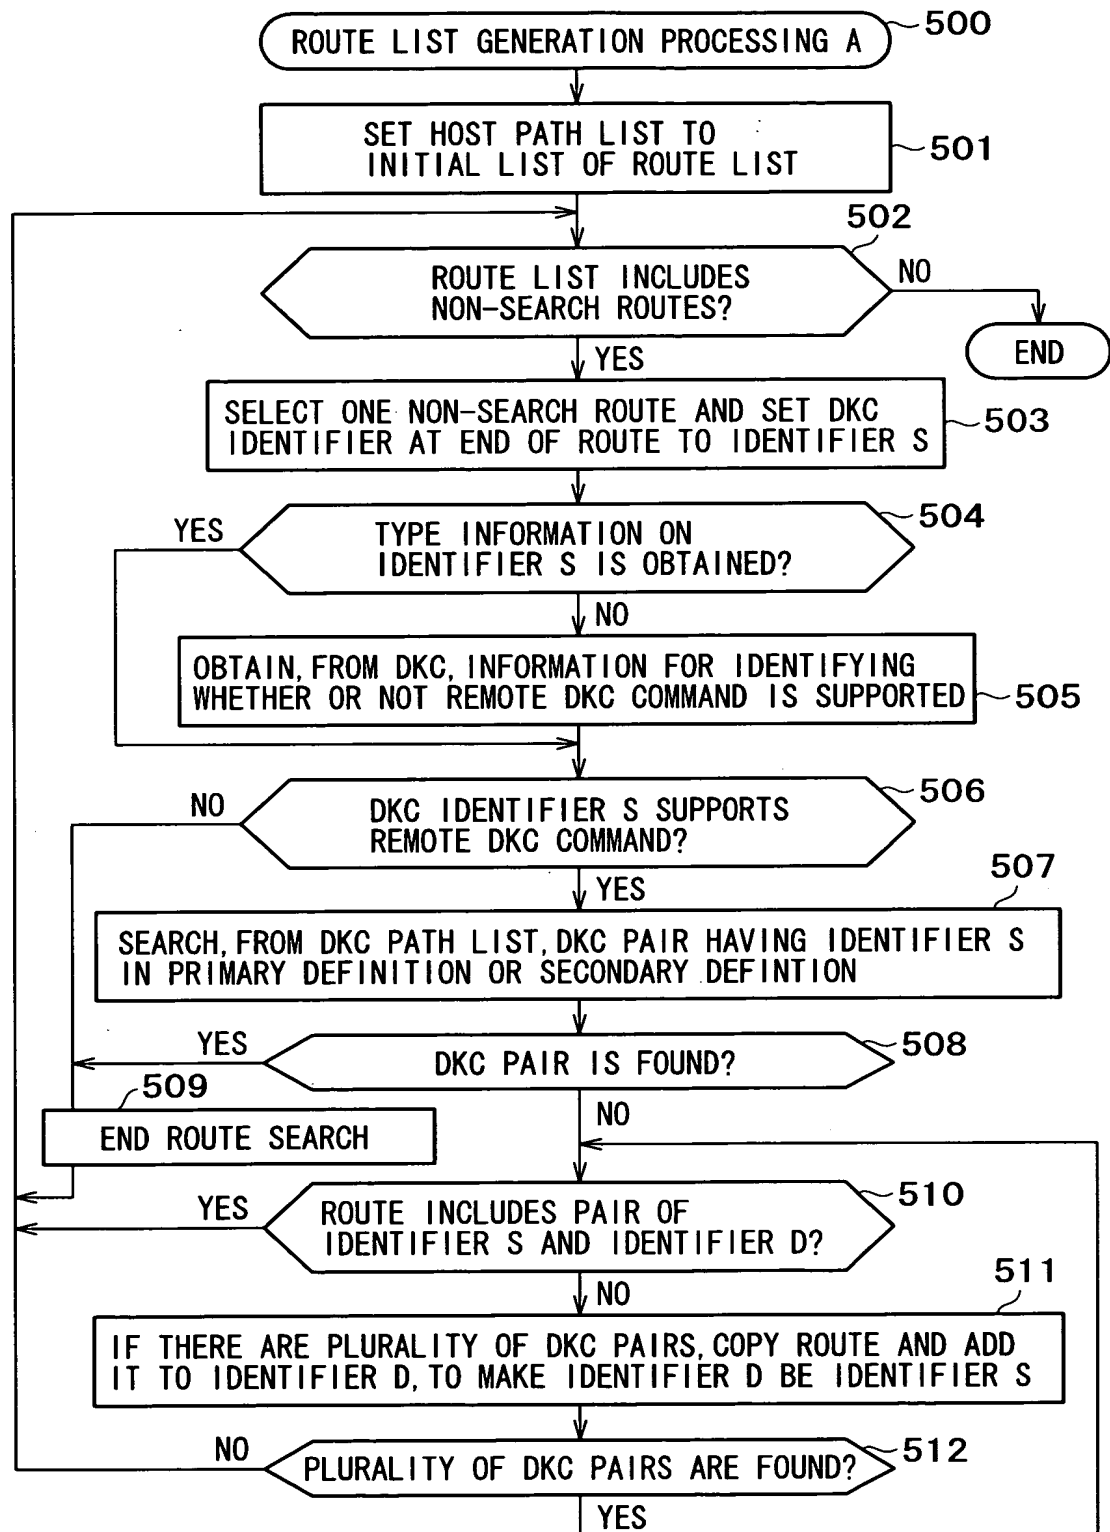 ROUTE LIST GENERATION PROCESSING A
500
SET HOST PATH LIST TO
INITIAL LIST OF ROUTE LIST
501
502
ROUTE LIST INCLUDES
NON-SEARCH ROUTES?
NO
END
YES
SELECT ONE NON-SEARCH ROUTE AND SET DKC
IDENTIFIER AT END OF ROUTE TO IDENTIFIER S
503
504
YES
TYPE INFORMATION ON
IDENTIFIER S IS OBTAINED?
NO
OBTAIN, FROM DKC, INFORMATION FOR IDENTIFYING
WHETHER OR NOT REMOTE DKC COMMAND IS SUPPORTED
505
506
NO
DKC IDENTIFIER S SUPPORTS
REMOTE DKC COMMAND?
YES
507
SEARCH, FROM DKC PATH LIST, DKC PAIR HAVING IDENTIFIER S
IN PRIMARY DEFINITION OR SECONDARY DEFINTION
YES
DKC PAIR IS FOUND?
508
509
NO
END ROUTE SEARCH
510
YES
ROUTE INCLUDES PAIR OF
IDENTIFIER S AND IDENTIFIER D?
NO
511
IF THERE ARE PLURALITY OF DKC PAIRS, COPY ROUTE AND ADD
IT TO IDENTIFIER D, TO MAKE IDENTIFIER D BE IDENTIFIER S
NO
PLURALITY OF DKC PAIRS ARE FOUND?
512
YES